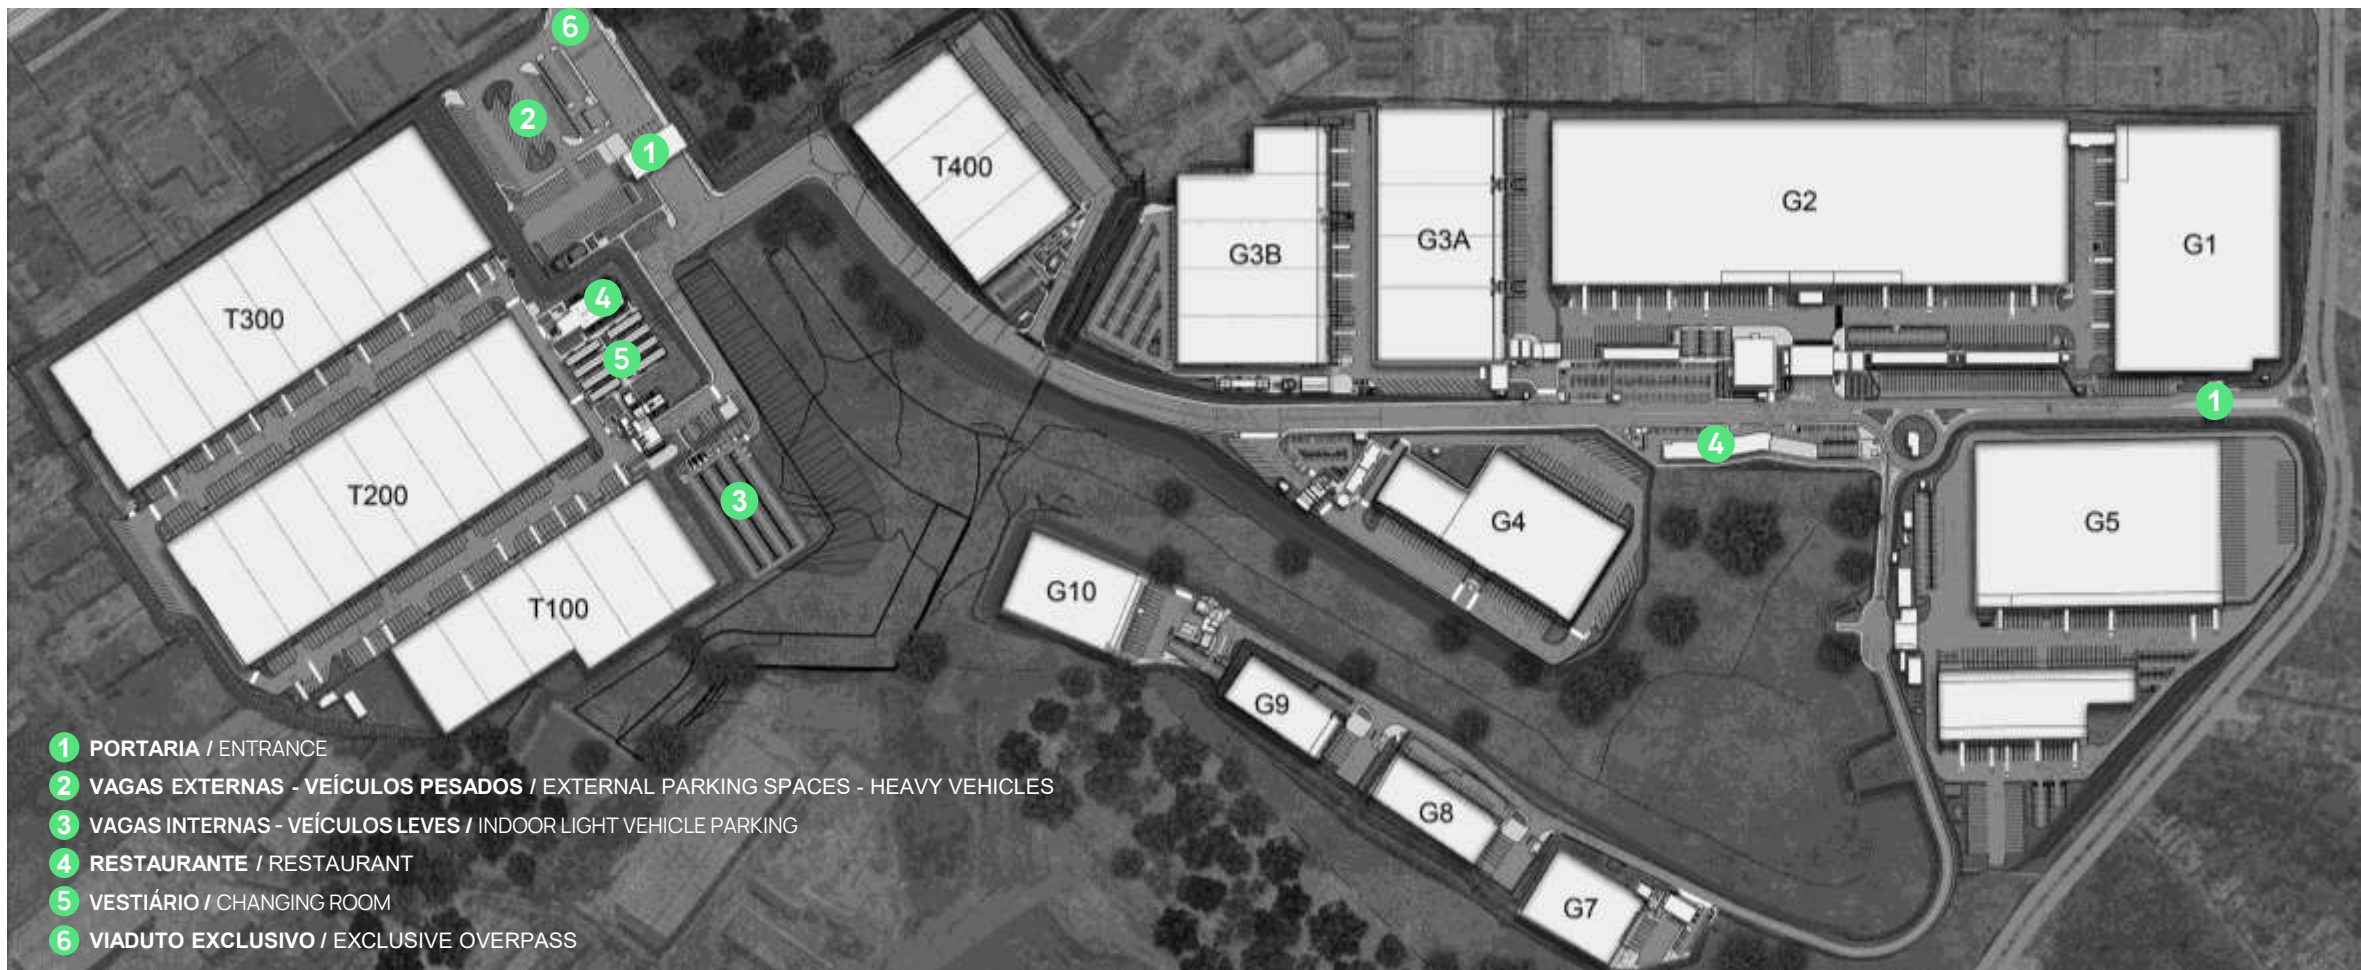 6
2
1
T400
T300
4
5
T200
3
T100
G3B
G3A
G2
G1
1
4
G4
G5
G10
G9
G8
G7
1 PORTARIA / ENTRANCE
2 VAGAS EXTERNAS - VEÍCULOS PESADOS / EXTERNAL PARKING SPACES - HEAVY VEHICLES
3 VAGAS INTERNAS - VEÍCULOS LEVES / INDOOR LIGHT VEHICLE PARKING
4 RESTAURANTE / RESTAURANT
5 VESTIÁRIO / CHANGING ROOM
6 VIADUTO EXCLUSIVO / EXCLUSIVE OVERPASS